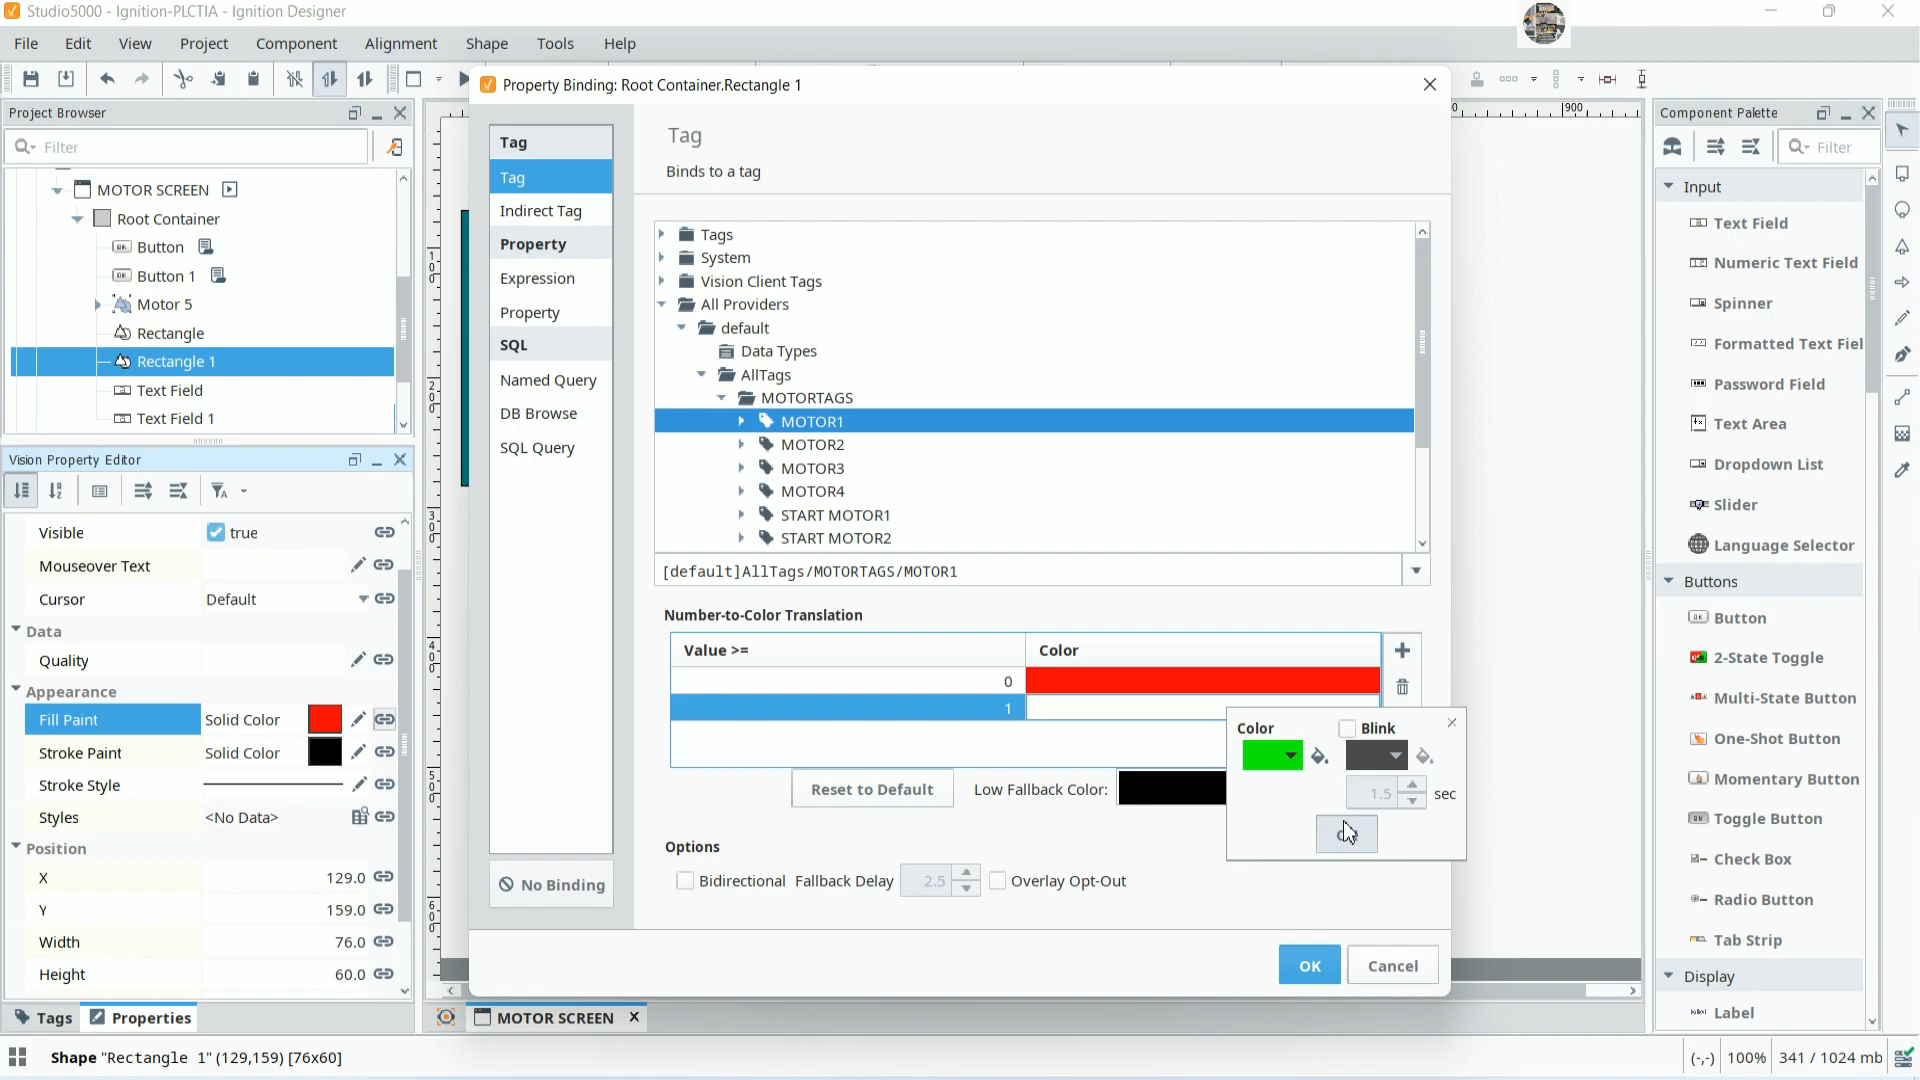 Studio5000 - Ignition-PLCTIA - Ignition Designer
File Edit View Project Component Alignment Shape Tools Help
Project Browser
Filter
MOTOR SCREEN
Root Container
Button
Button 1
Motor 5
Rectangle
Rectangle 1
Text Field
Text Field 1
Vision Property Editor
Visible true
Mouseover Text
Cursor Default
Data
Quality
Appearance
Fill Paint Solid Color
Stroke Paint Solid Color
Stroke Style
Styles <No Data>
Position
X 129.0
Y 159.0
Width 76.0
Height 60.0
Tags Properties
Shape "Rectangle 1" (129,159) [76x60]
Property Binding: Root Container.Rectangle 1
Tag
Tag
Indirect Tag
Property
Expression
Property
SQL
Named Query
DB Browse
SQL Query
No Binding
Tag
Binds to a tag
Tags
System
Vision Client Tags
All Providers
default
Data Types
AllTags
MOTORTAGS
MOTOR1
MOTOR2
MOTOR3
MOTOR4
START MOTOR1
START MOTOR2
[default]AllTags/MOTORTAGS/MOTOR1
Number-to-Color Translation
Value >= Color
0
1
Reset to Default Low Fallback Color:
Color Blink
1.5 sec
Options
Bidirectional Fallback Delay 2.5 Overlay Opt-Out
OK Cancel
MOTOR SCREEN
100
200
300
400
500
600
900
Component Palette
Filter
Input
Text Field
Numeric Text Field
Spinner
Formatted Text Fiel
Password Field
Text Area
Dropdown List
Slider
Language Selector
Buttons
Button
2-State Toggle
Multi-State Button
One-Shot Button
Momentary Button
Toggle Button
Check Box
Radio Button
Tab Strip
Display
Label
(-,-) 100% 341 / 1024 mb